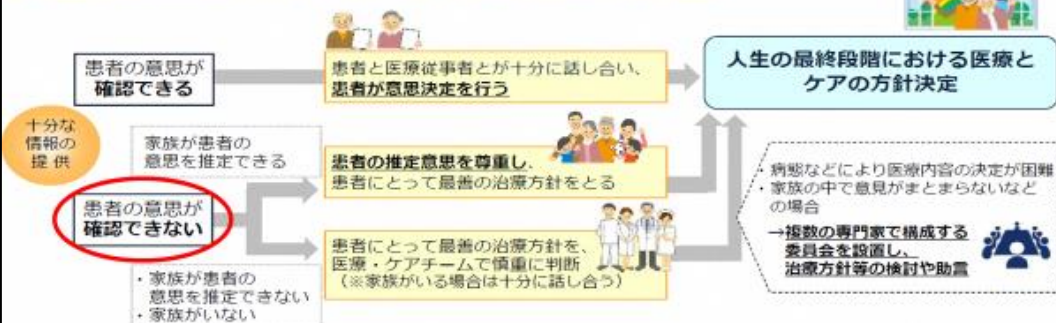 患者の意思が
確認できる
患者と医療従事者とが十分に話し合い、
患者が意思決定を行う
人生の最終段階における医療と
ケアの方針決定
十分な
情報の
提供
家族が患者の
意思を推定できる
患者の推定意思を尊重し、
患者にとって最善の治療方針をとる
患者の意思が
確認できない
患者にとって最善の治療方針を、
医療・ケアチームで慎重に判断
（※家族がいる場合は十分に話し合う）
・家族が患者の
意思を推定できない
・家族がいない
・病態などにより医療内容の決定が困難
・家族の中で意見がまとまらないなど
の場合
→複数の専門家で構成する
委員会を設置し、
治療方針等の検討や助言